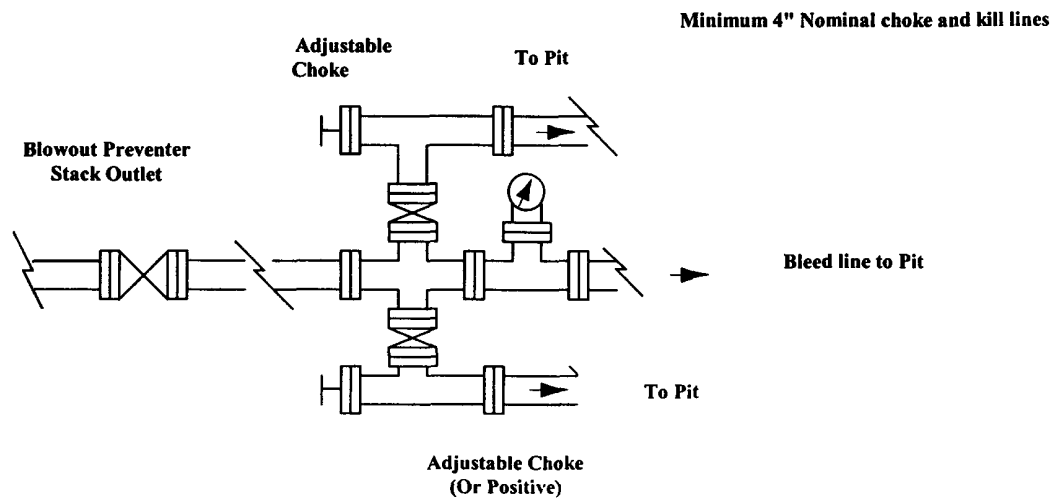 Minimum 4" Nominal choke and kill lines
Adjustable
Choke
To Pit
Blowout Preventer
Stack Outlet
Bleed line to Pit
To Pit
Adjustable Choke
(Or Positive)